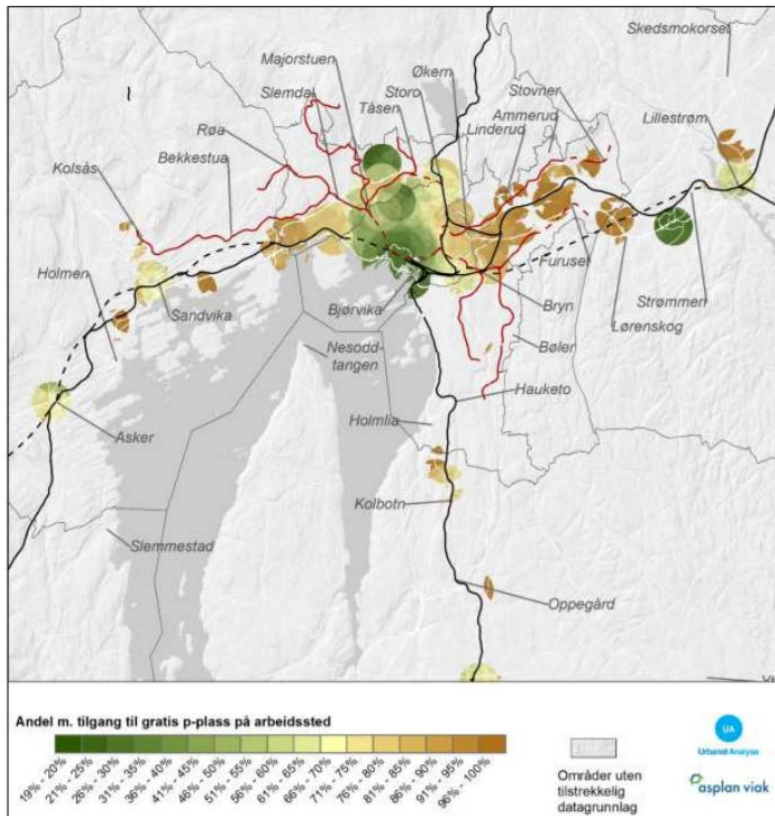 Skedsmokorset
Økern
Majorstuen
Storo
Stovner
Slemdal
Tåsen
Ammerud
Linderud
Lillestrøm
Røa
Bekkestua
Kolsås
Holmen
Sandvika
Bjørvika
Furuset
Strømmen
Bryn
Lørenskog
Nesodd-
tangen
Bøler
Hauketo
Holmlia
Asker
Kolbotn
Slemmestad
Oppegård
Andel m. tilgang til gratis p-plass på arbeidssted
19% - 20%
21% - 25%
26% - 30%
31% - 35%
36% - 40%
41% - 45%
46% - 50%
51% - 55%
56% - 60%
61% - 65%
66% - 70%
71% - 75%
76% - 80%
81% - 85%
86% - 90%
91% - 95%
96% - 100%
Områder uten
tilstrekkelig
datagrunnlag
UA
Urbanet Analyse
asplan viak